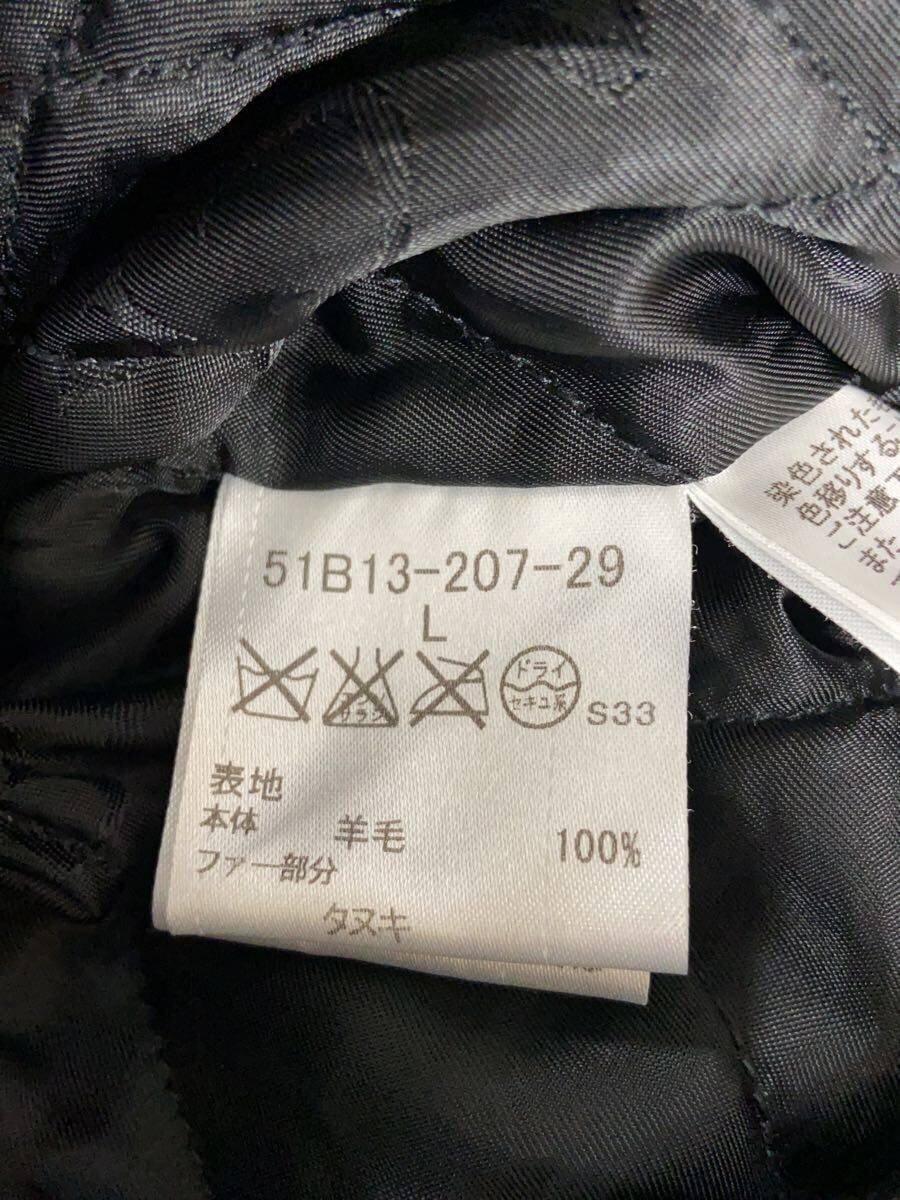 51B13-207-29
L
ドライ
セキユ系
S33
表地
本体 羊毛 100%
ファー部分
タヌキ
染色された
色移りする
ご注意下
また